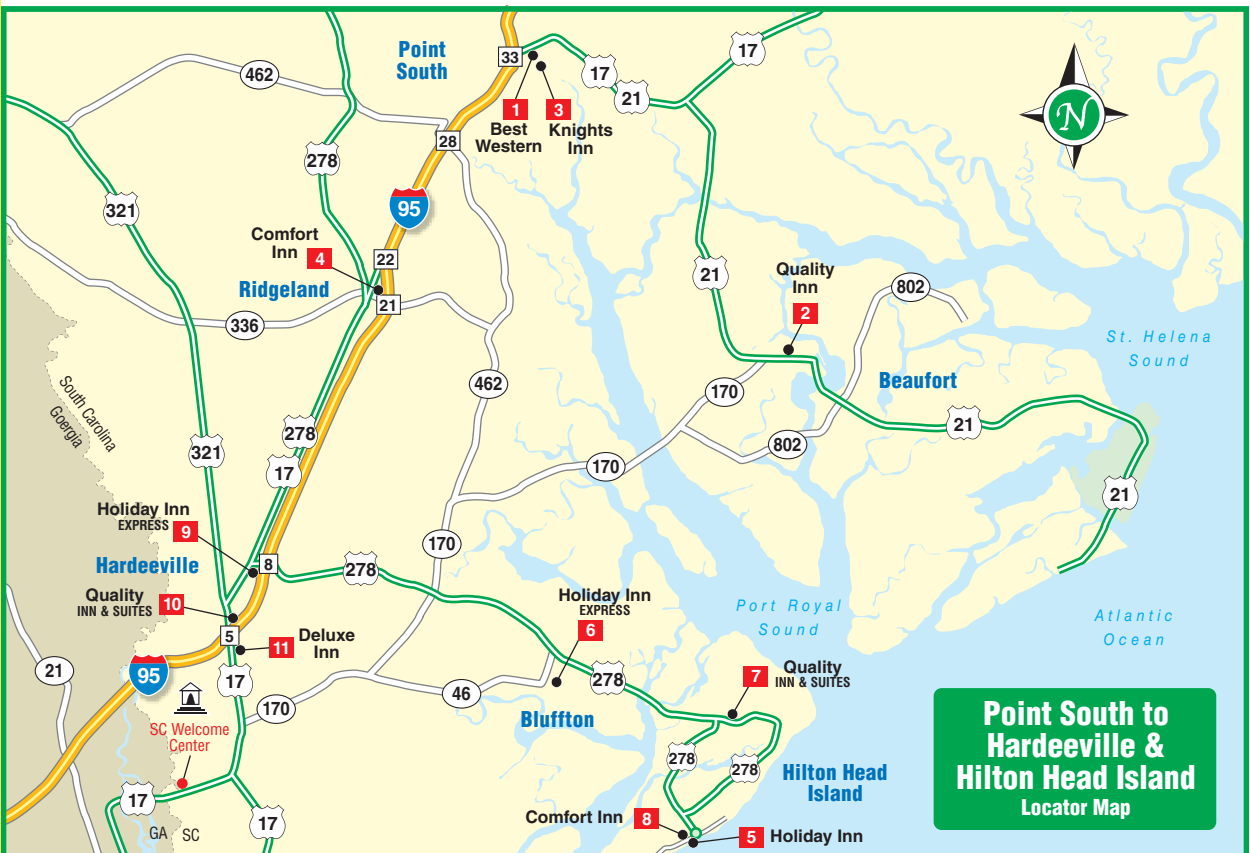 Point
South
33
17
17
21
462
1
Best
Western
3
Knights
Inn
N
28
278
95
321
Comfort
Inn
4
22
Ridgeland
21
336
21
Quality
Inn
2
802
St. Helena
Sound
Beaufort
170
462
South Carolina
Goergia
278
321
17
21
802
170
21
Holiday Inn
EXPRESS
9
Hardeeville
8
278
170
Quality
INN & SUITES
10
5
Deluxe
Inn
11
Holiday Inn
EXPRESS
6
Port Royal
Sound
Atlantic
Ocean
21
95
17
170
46
278
7
Quality
INN & SUITES
Bluffton
SC Welcome
Center
278
278
Hilton Head
Island
17
GA
SC
17
Comfort Inn
8
5
Holiday Inn
Point South to
Hardeeville &
Hilton Head Island
Locator Map